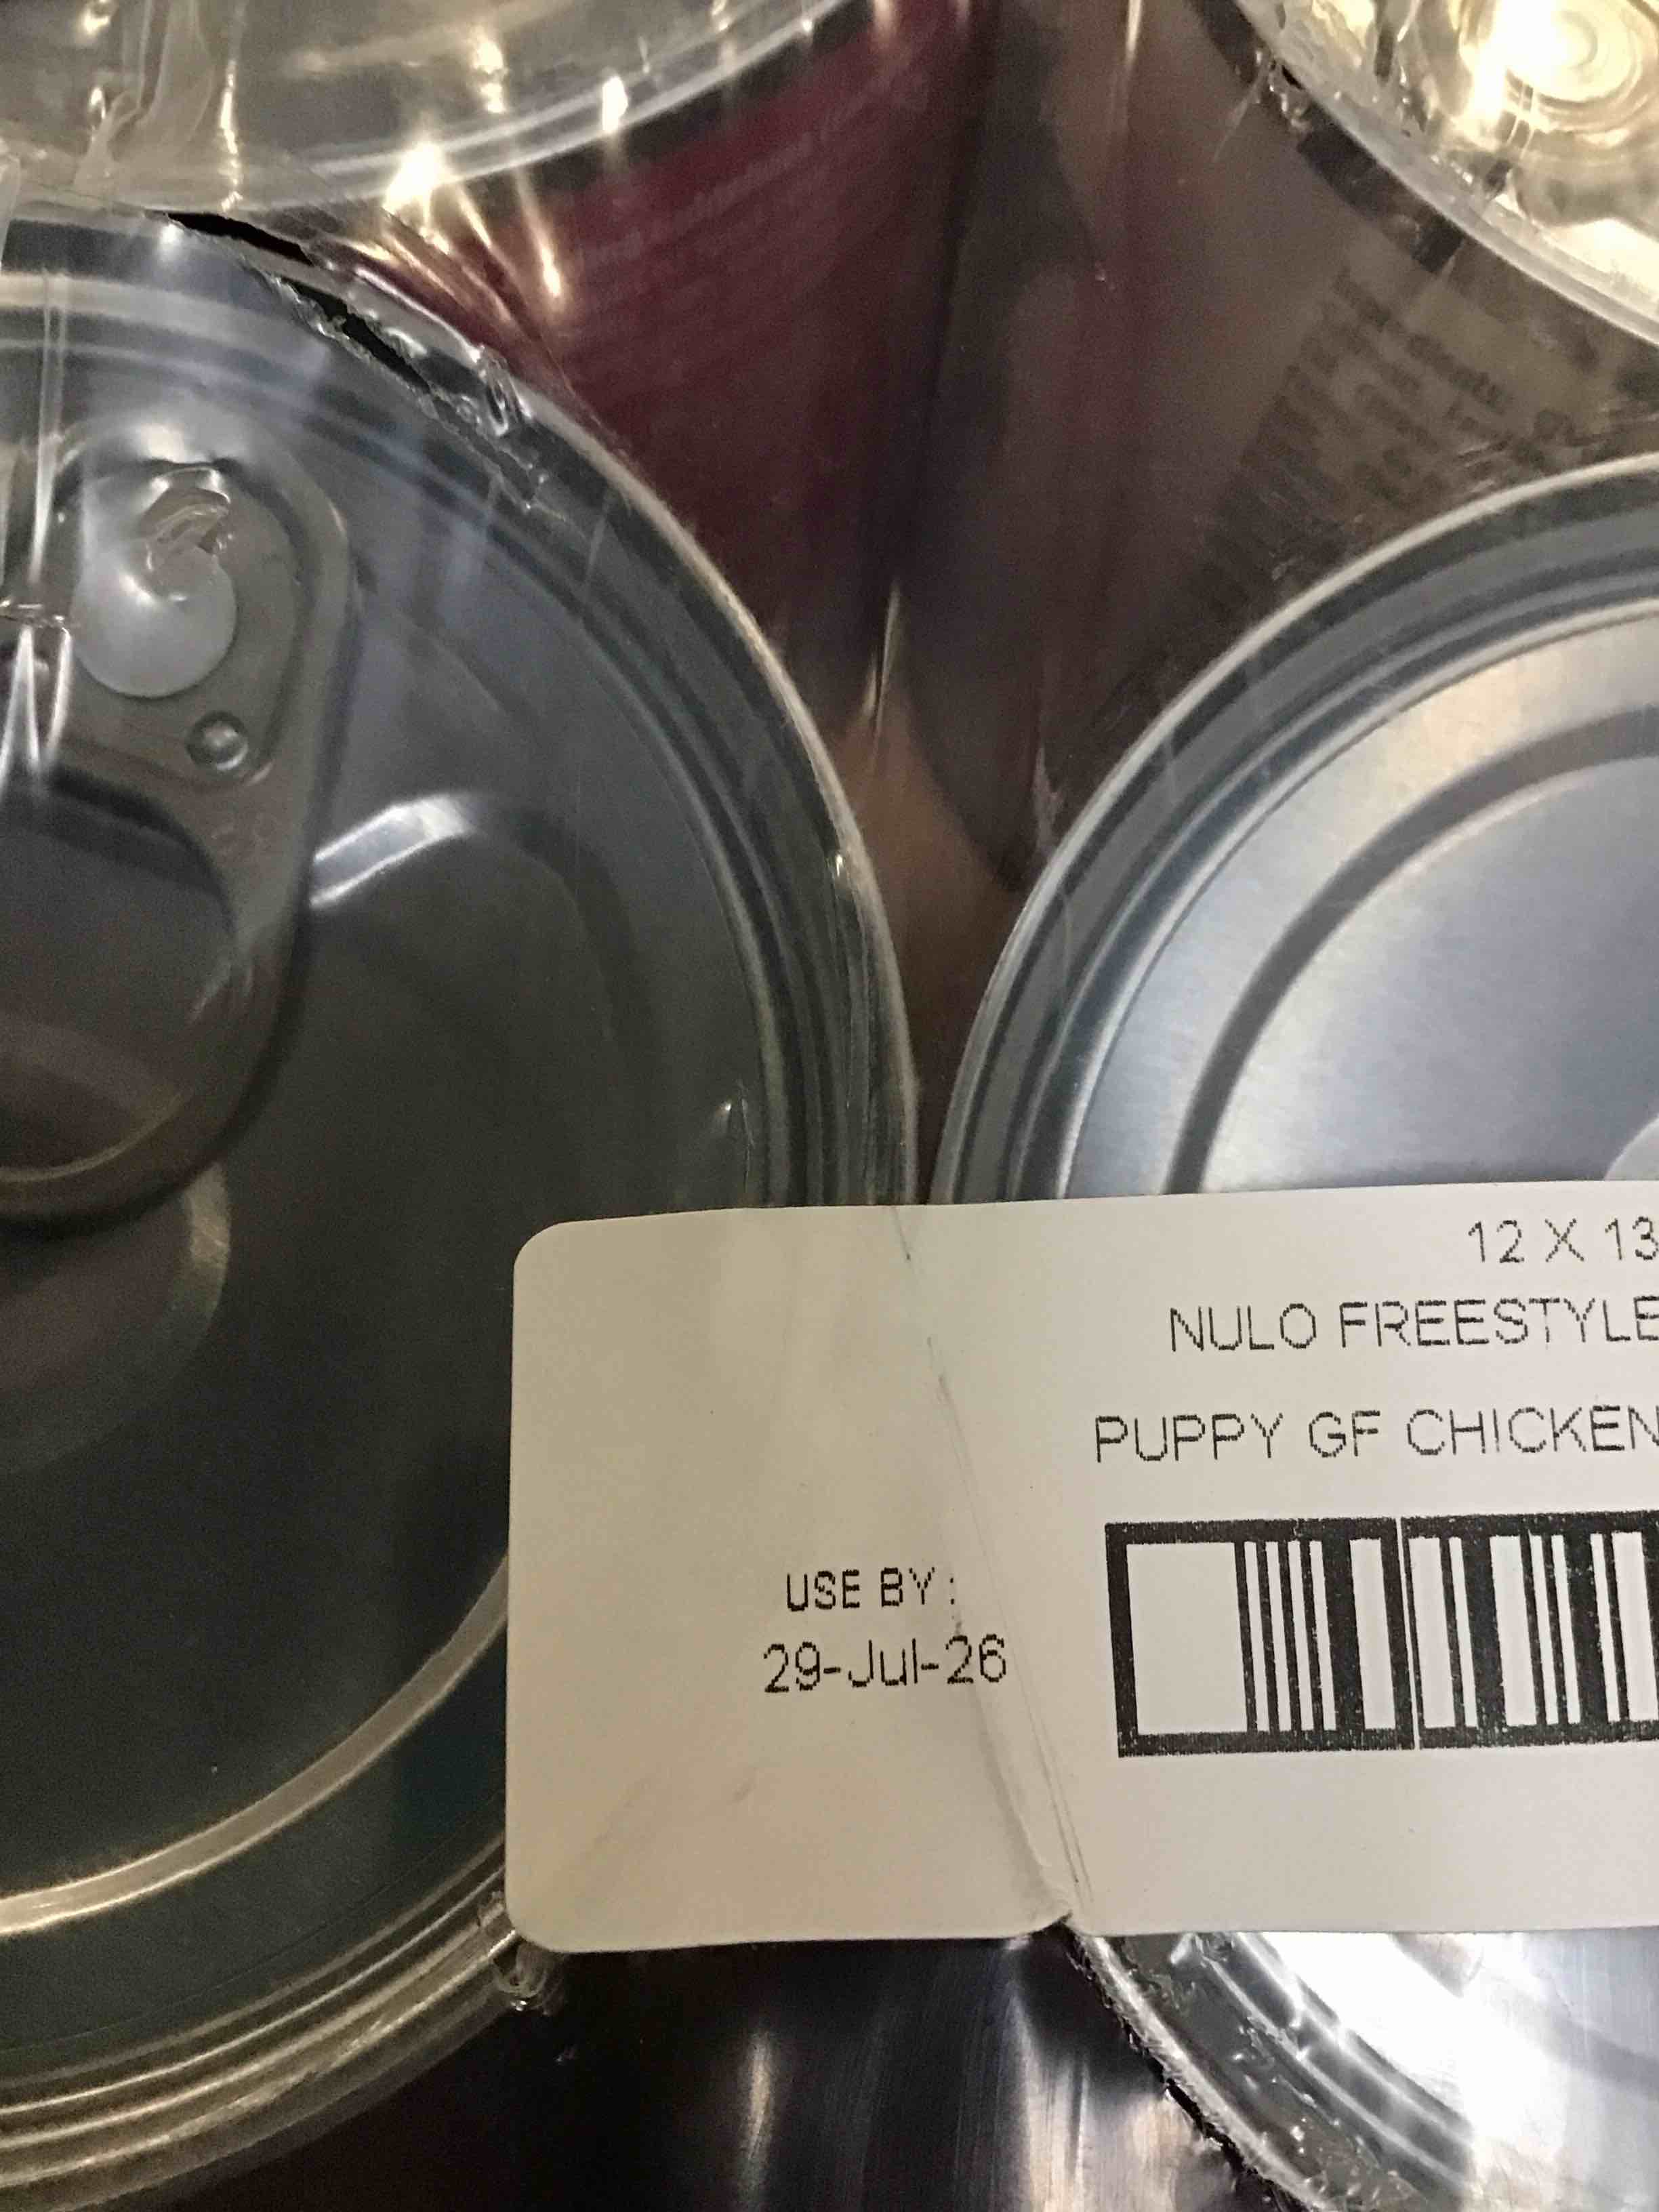 12 X 13
NULO FREESTYLE
PUPPY GF CHICKEN
USE BY:
29-Jul-26